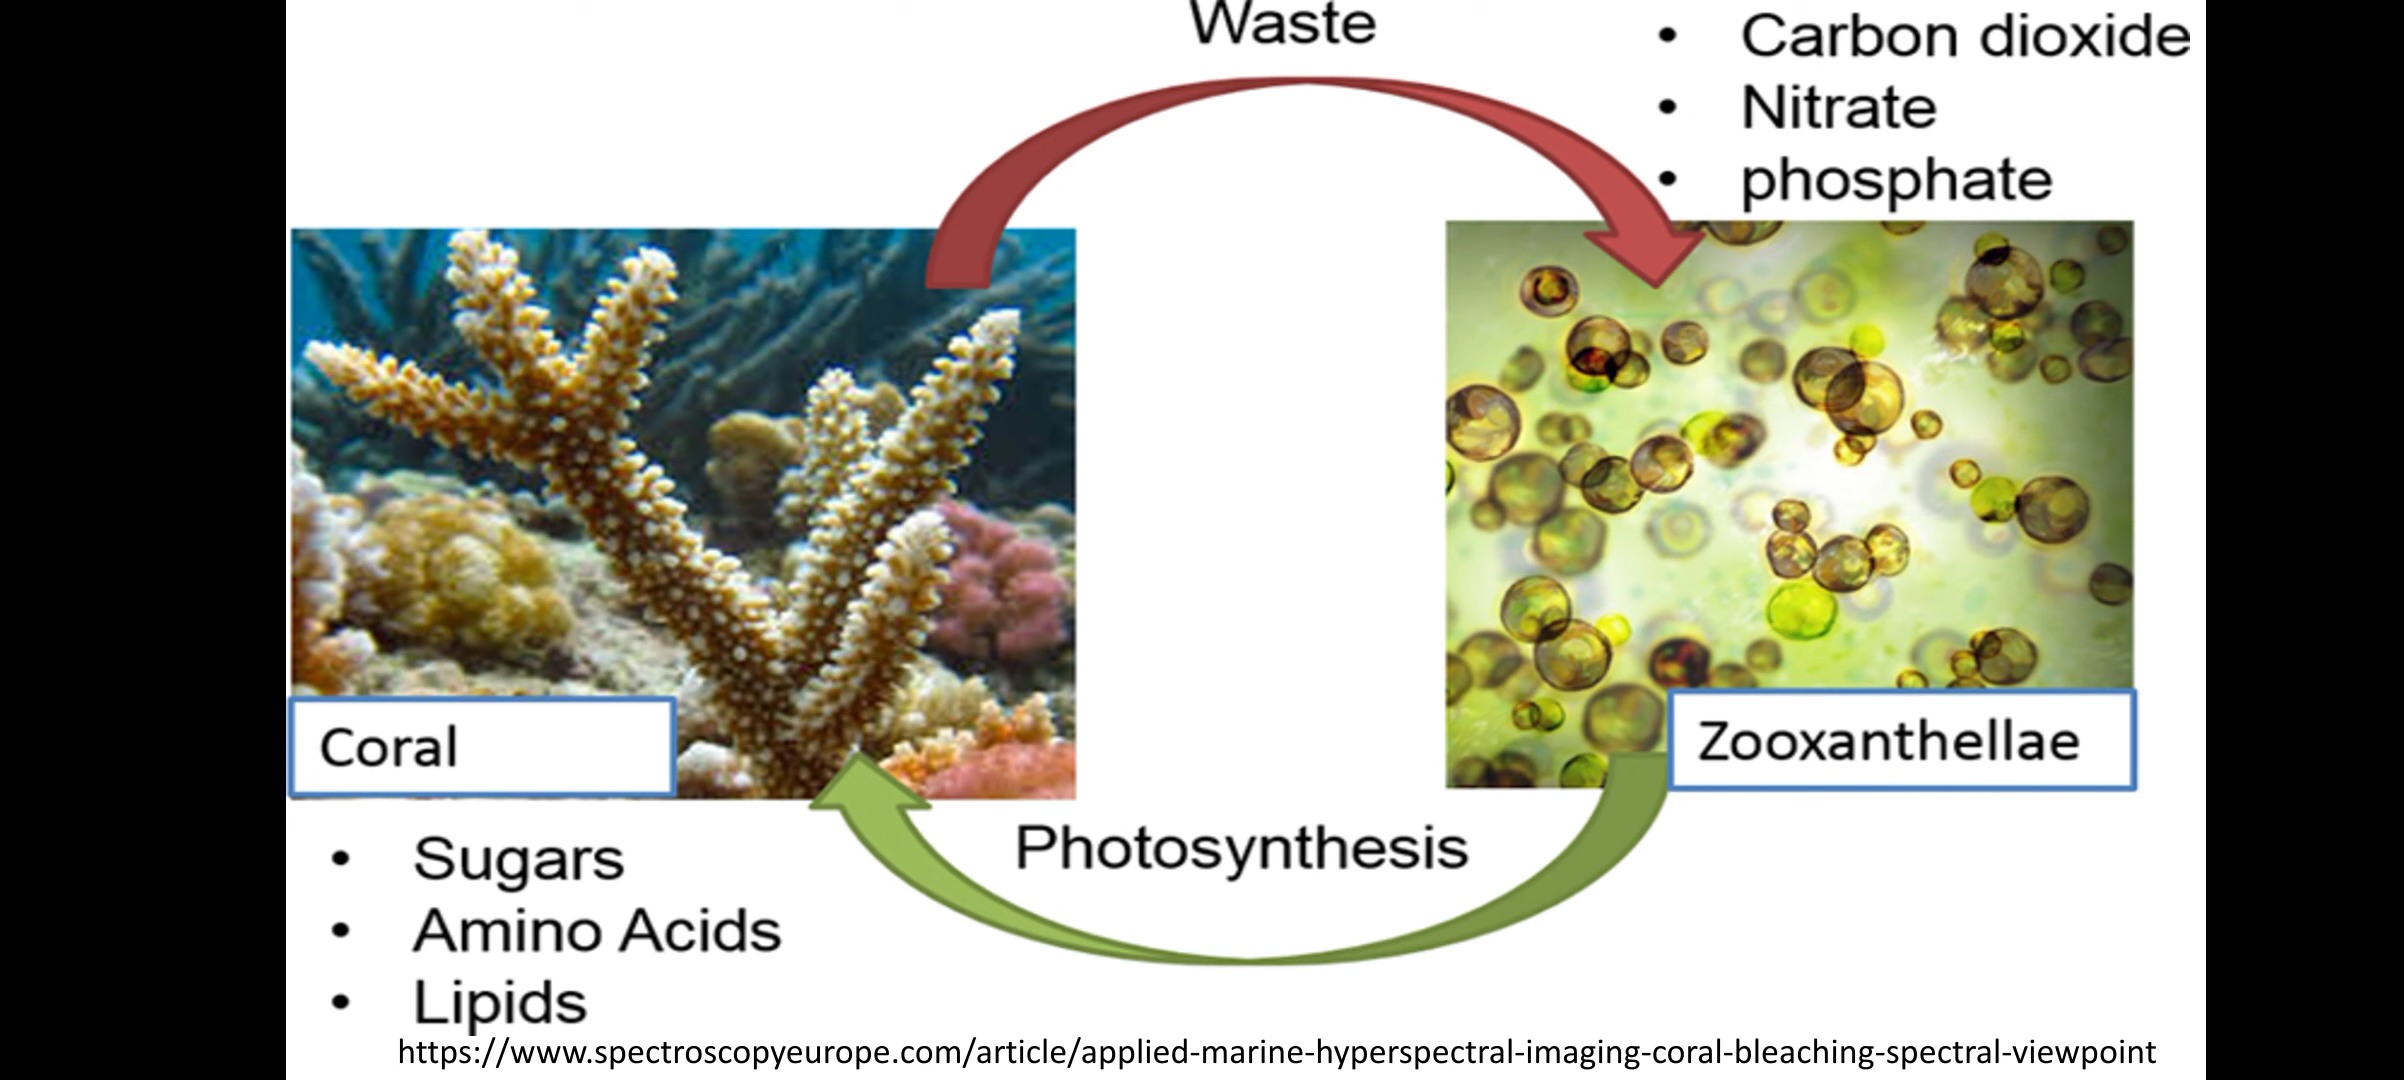 Waste
• Carbon dioxide
• Nitrate
• phosphate
Coral
Zooxanthellae
Photosynthesis
• Sugars
• Amino Acids
• Lipids
https://www.spectroscopyeurope.com/article/applied-marine-hyperspectral-imaging-coral-bleaching-spectral-viewpoint